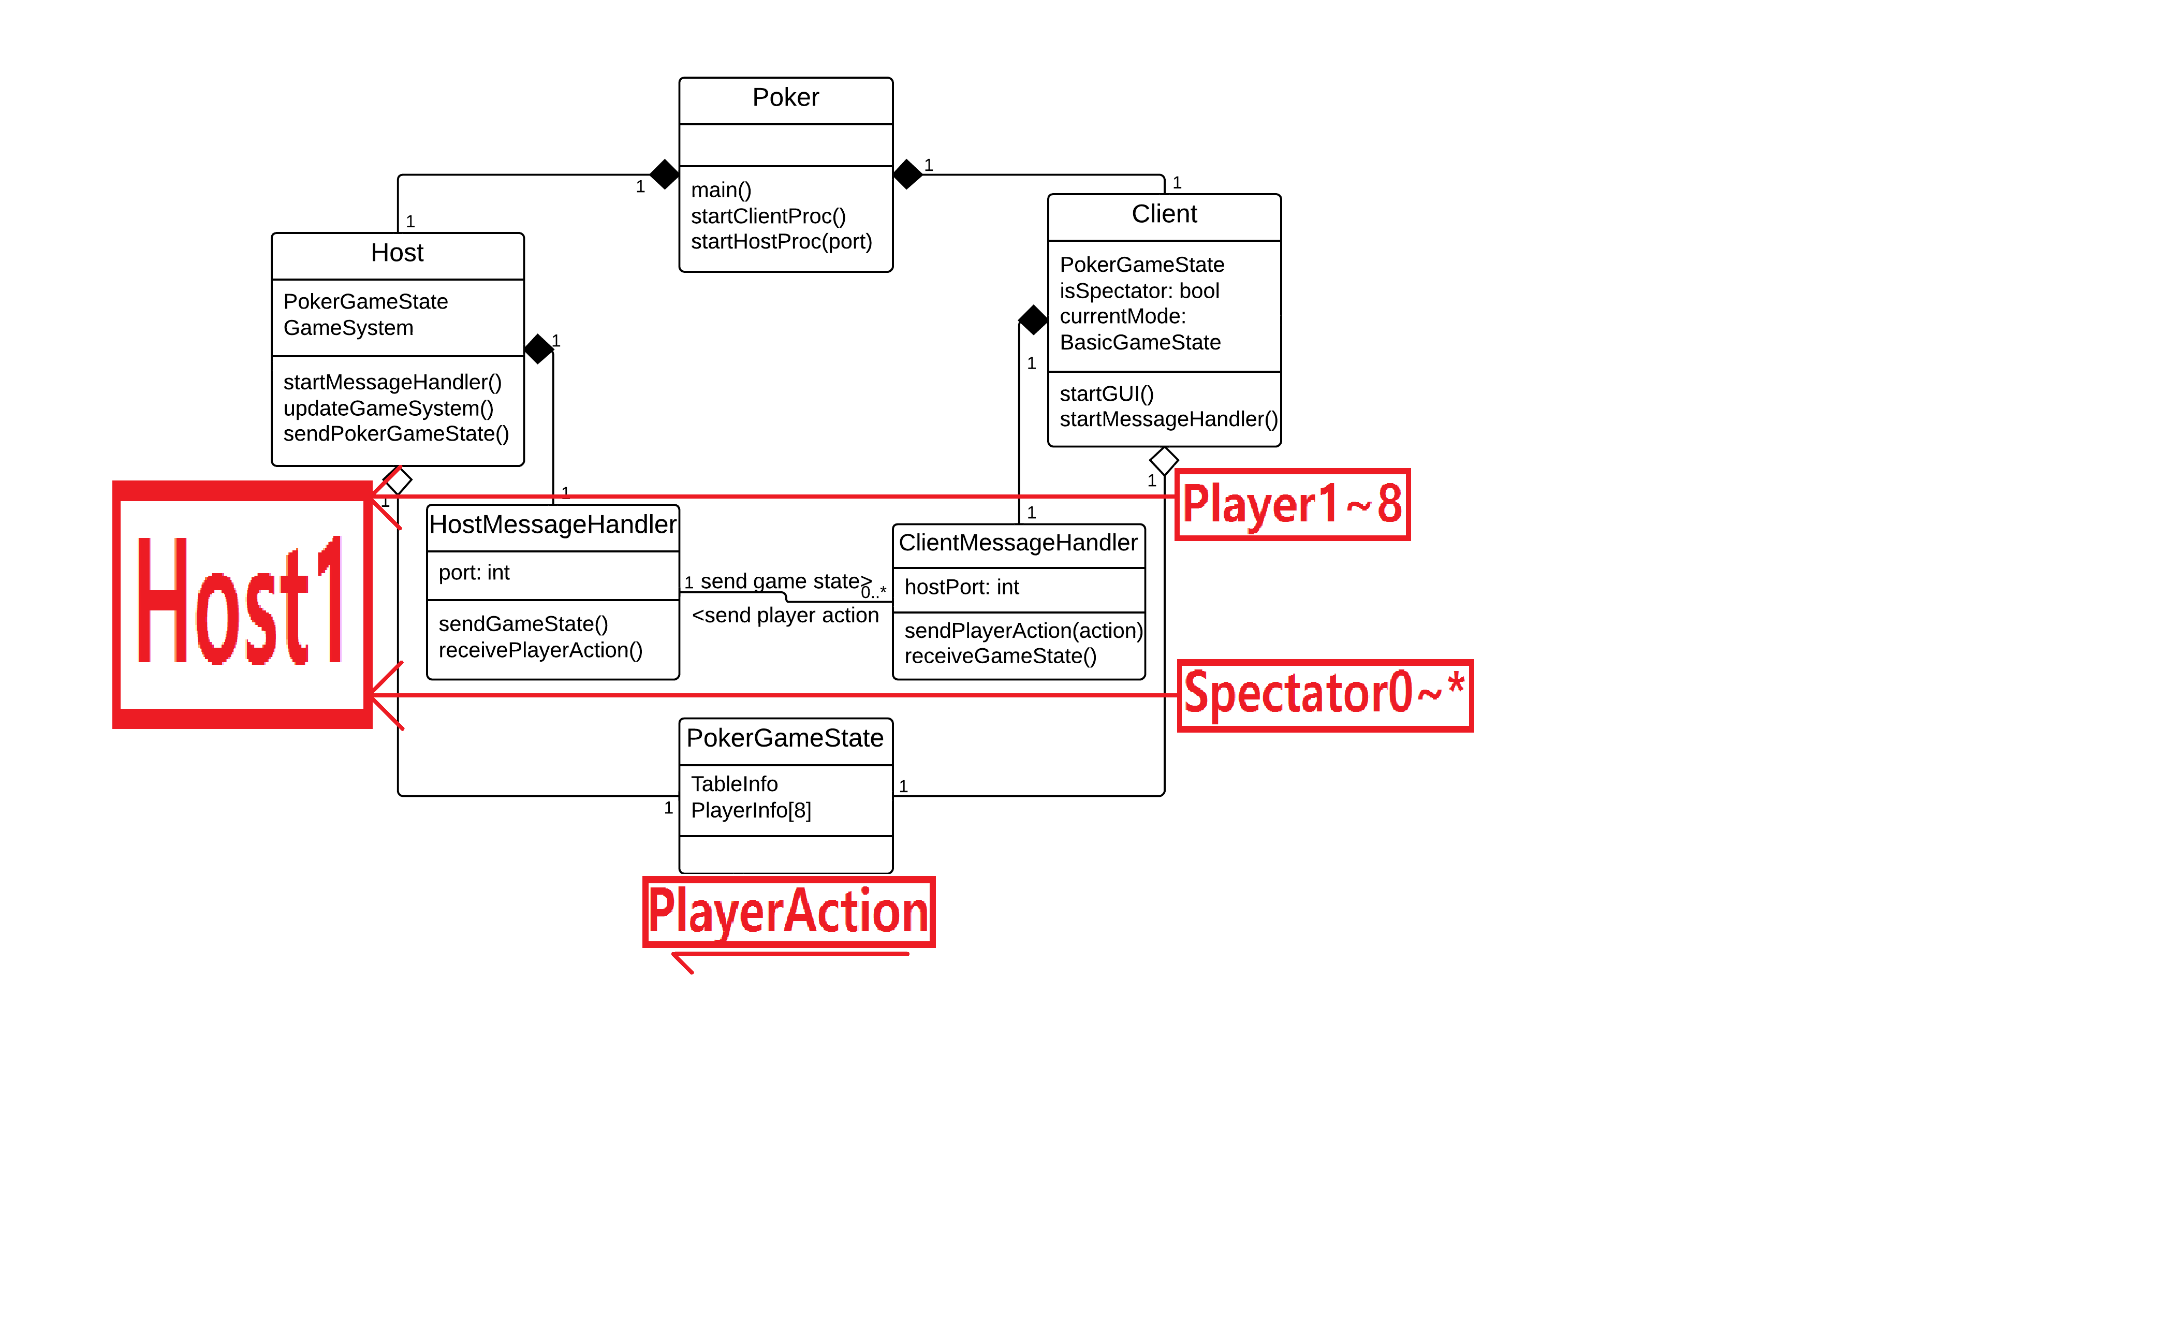 Poker
main()
startClientProc()
startHostProc(port)
1
1
1
1
Host
PokerGameState
GameSystem
startMessageHandler()
updateGameSystem()
sendPokerGameState()
Client
PokerGameState
isSpectator: bool
currentMode:
BasicGameState
startGUI()
startMessageHandler()
1
1
1
1
1
1
Host1
Player1~8
HostMessageHandler
port: int
sendGameState()
receivePlayerAction()
1 send game state>
0..*
<send player action
ClientMessageHandler
hostPort: int
sendPlayerAction(action)
receiveGameState()
Spectator0~*
PokerGameState
TableInfo
PlayerInfo[8]
1
1
PlayerAction